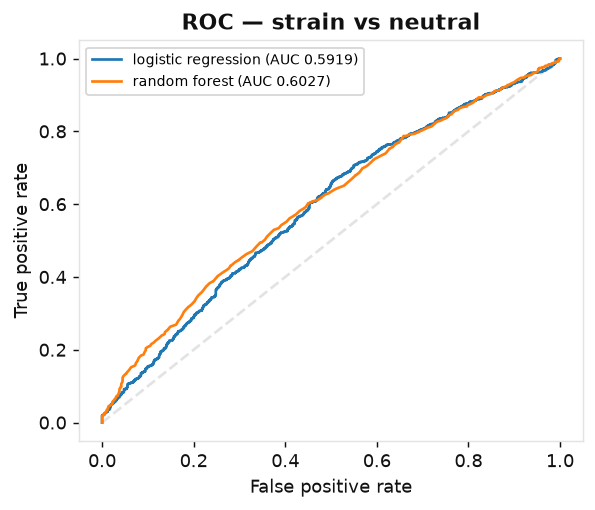 ROC — strain vs neutral
logistic regression (AUC 0.5919)
random forest (AUC 0.6027)
1.0
0.8
0.6
0.4
0.2
0.0
True positive rate
0.0 0.2 0.4 0.6 0.8 1.0
False positive rate